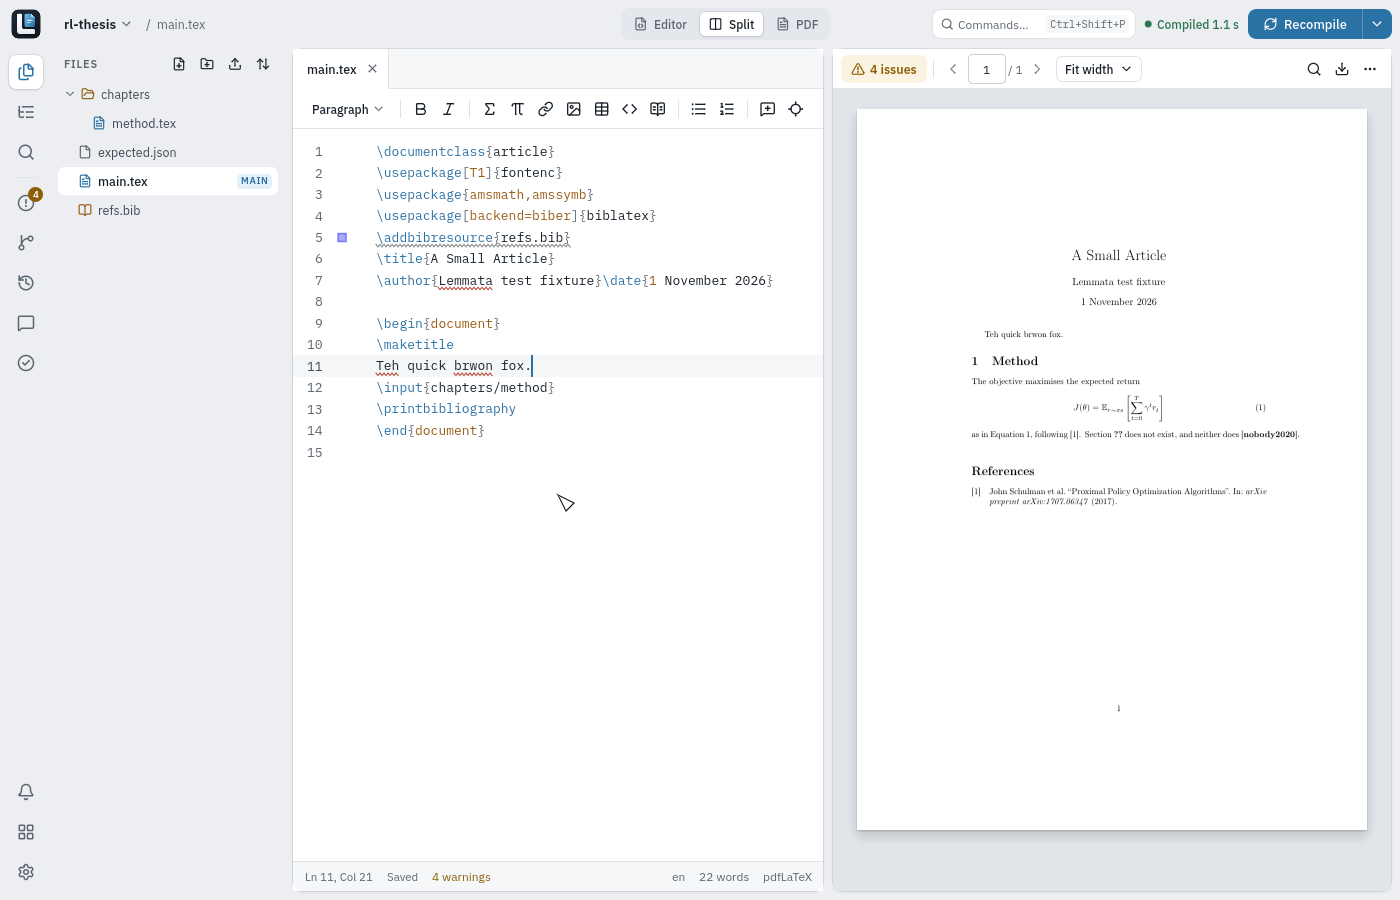 rl-thesis / main.tex
Editor Split PDF
Commands... Ctrl+Shift+P
Compiled 1.1 s
Recompile
FILES
chapters
method.tex
expected.json
main.tex MAIN
refs.bib
4
main.tex
Paragraph
1 \documentclass{article}
2 \usepackage[T1]{fontenc}
3 \usepackage{amsmath,amssymb}
4 \usepackage[backend=biber]{biblatex}
5 \addbibresource{refs.bib}
6 \title{A Small Article}
7 \author{Lemmata test fixture}\date{1 November 2026}
8
9 \begin{document}
10 \maketitle
11 Teh quick brwon fox.
12 \input{chapters/method}
13 \printbibliography
14 \end{document}
15
Ln 11, Col 21 Saved 4 warnings en 22 words pdfLaTeX
4 issues 1 / 1 Fit width
A Small Article
Lemmata test fixture
1 November 2026
Teh quick brwon fox.
1 Method
The objective maximises the expected return
(1)
as in Equation 1, following [1]. Section ?? does not exist, and neither does [nobody2020].
References
[1] John Schulman et al. “Proximal Policy Optimization Algorithms”. In: arXiv
preprint arXiv:1707.06347 (2017).
1